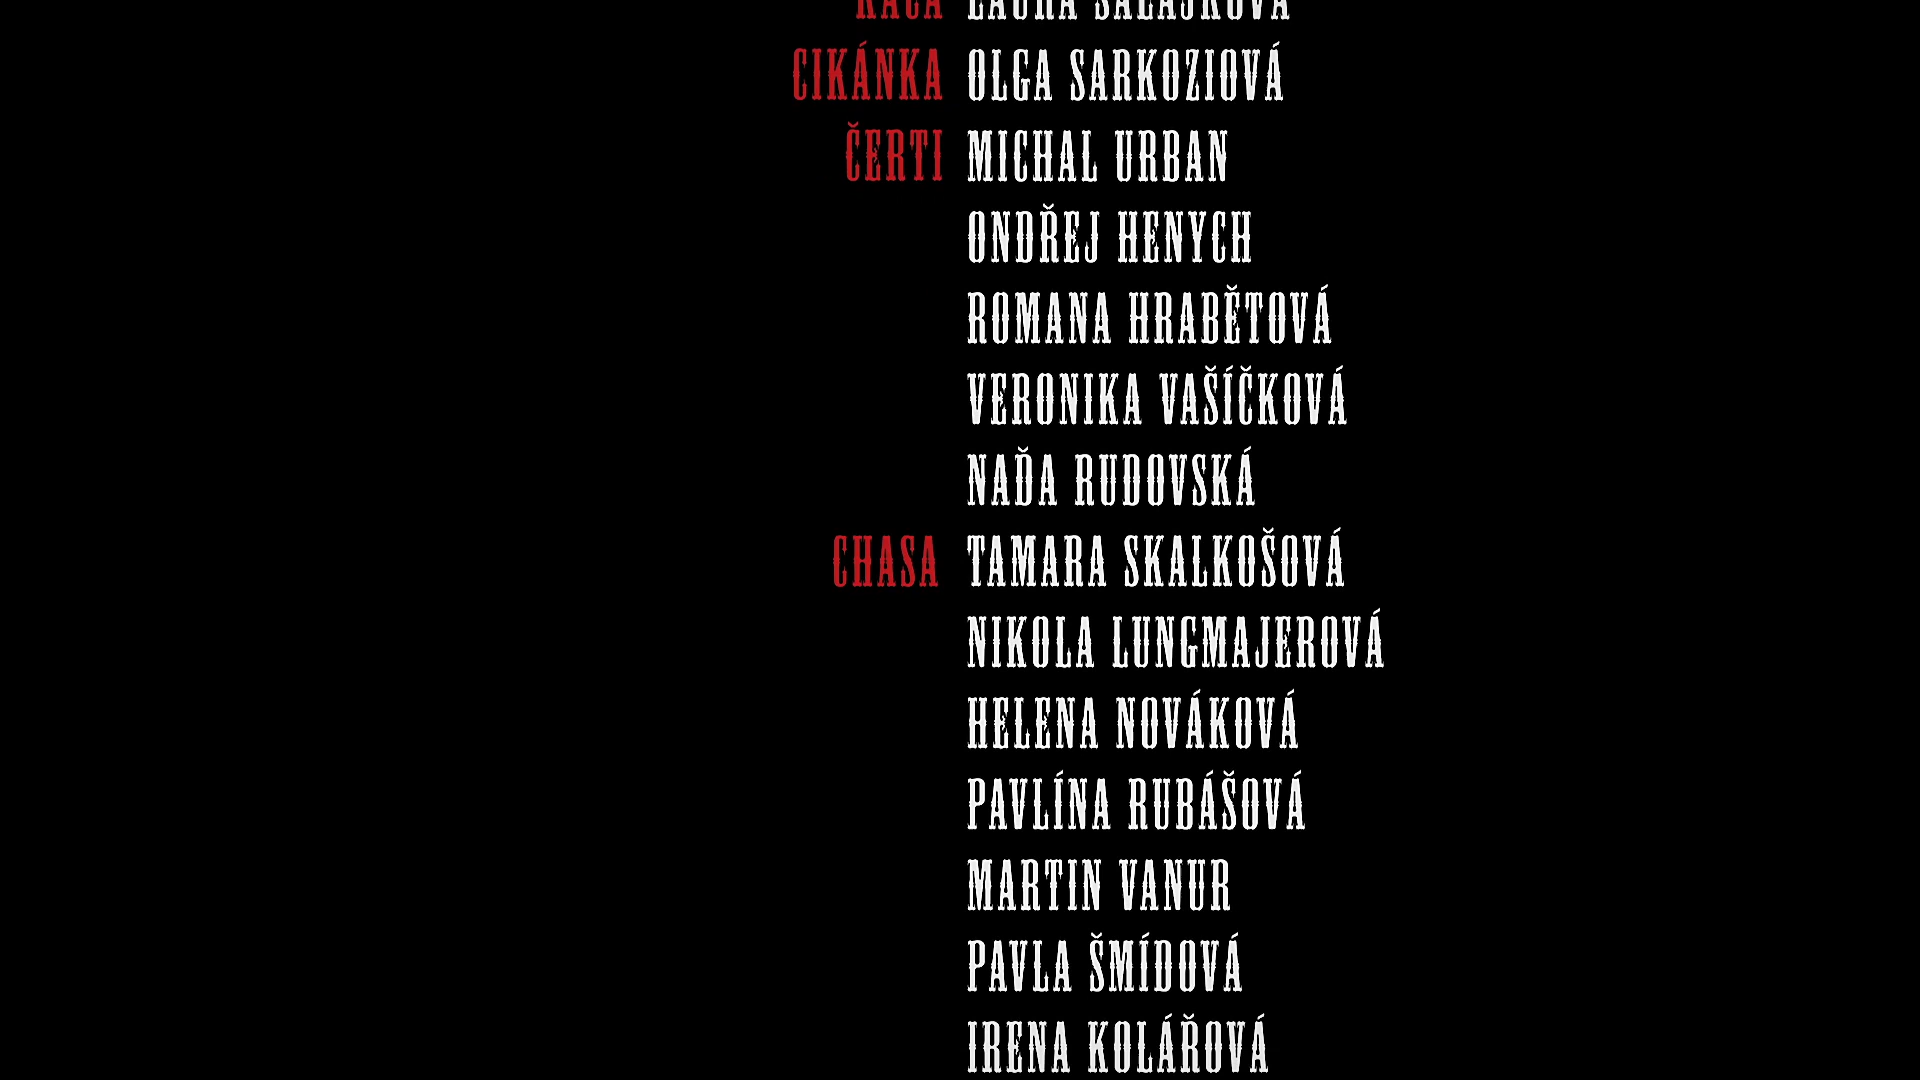 CIKÁNKA OLGA SARKOZIOVÁ
ČERTI MICHAL URBAN
ONDŘEJ HENYCH
ROMANA HRABĚTOVÁ
VERONIKA VAŠÍČKOVÁ
NAĎA RUDOVSKÁ
CHASA TAMARA SKALKOŠOVÁ
NIKOLA LUNGMAJEROVÁ
HELENA NOVÁKOVÁ
PAVLÍNA RUBÁŠOVÁ
MARTIN VANUR
PAVLA ŠMÍDOVÁ
IRENA KOLÁŘOVÁ